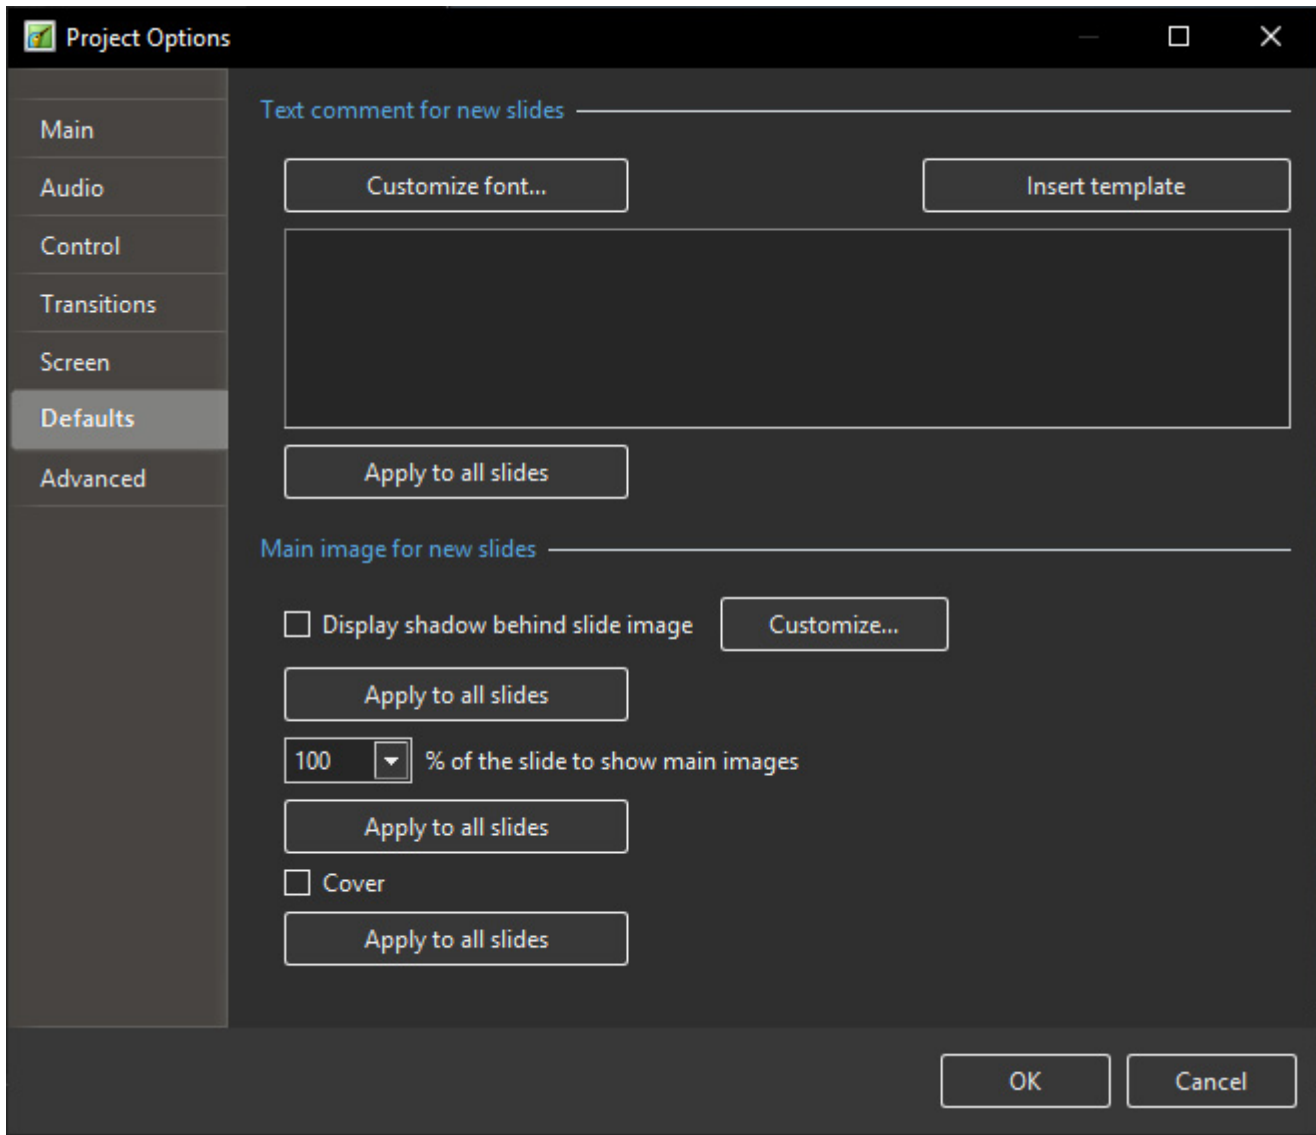 Project Options
Main
Audio
Control
Transitions
Screen
Defaults
Advanced
Text comment for new slides
Customize font... Insert template
Apply to all slides
Main image for new slides
Display shadow behind slide image Customize...
Apply to all slides
100 % of the slide to show main images
Apply to all slides
Cover
Apply to all slides
OK Cancel